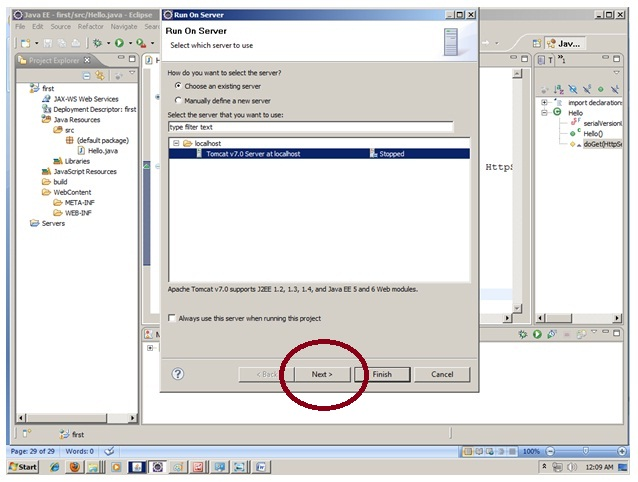 Java EE - first/src/Hello.java - Eclipse
File Edit Source Refactor Navigate Search
Project Explorer
first
JAX-WS Web Services
Deployment Descriptor: first
Java Resources
src
(default package)
Hello.java
Libraries
JavaScript Resources
build
WebContent
META-INF
WEB-INF
Servers
Run On Server
Run On Server
Select which server to use
How do you want to select the server?
Choose an existing server
Manually define a new server
Select the server that you want to use:
type filter text
localhost
Tomcat v7.0 Server at localhost Stopped
Apache Tomcat v7.0 supports J2EE 1.2, 1.3, 1.4, and Java EE 5 and 6 Web modules.
Always use this server when running this project
< Back Next > Finish Cancel
Http
Jav...
import declarations
Hello
Hello()
doGet(HttpSe
first
Page: 29 of 29 Words: 0 100%
Start 12:09 AM